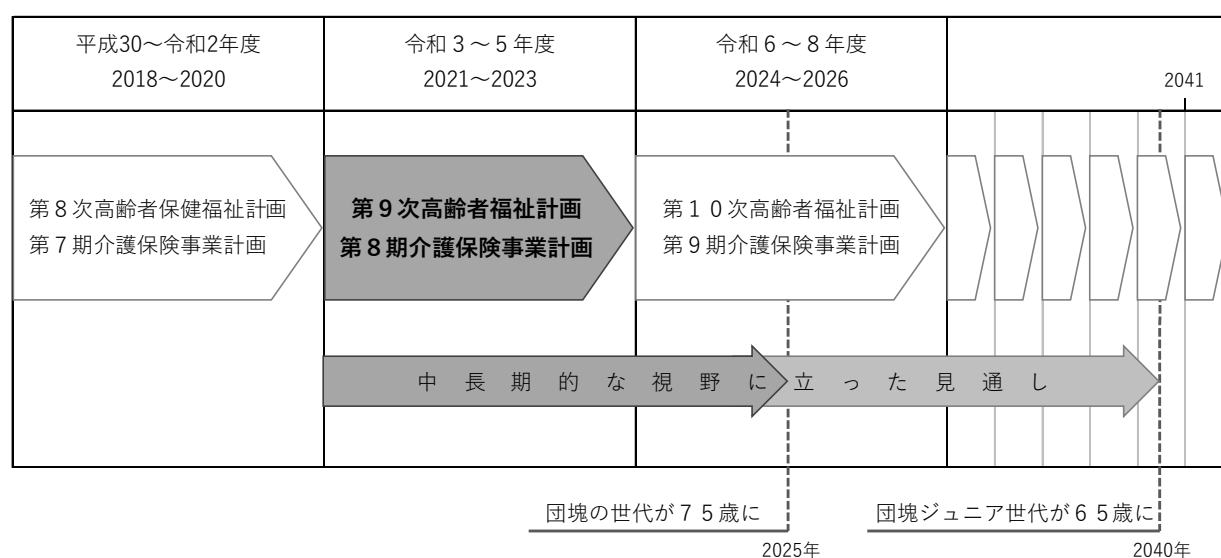 平成30～令和2年度
2018～2020
令和３～５年度
2021～2023
令和６～８年度
2024～2026
2041
第８次高齢者保健福祉計画
第７期介護保険事業計画
第９次高齢者福祉計画
第８期介護保険事業計画
第１０次高齢者福祉計画
第９期介護保険事業計画
中長期的な視野に立った見通し
団塊の世代が７５歳に
団塊ジュニア世代が６５歳に
2025年
2040年